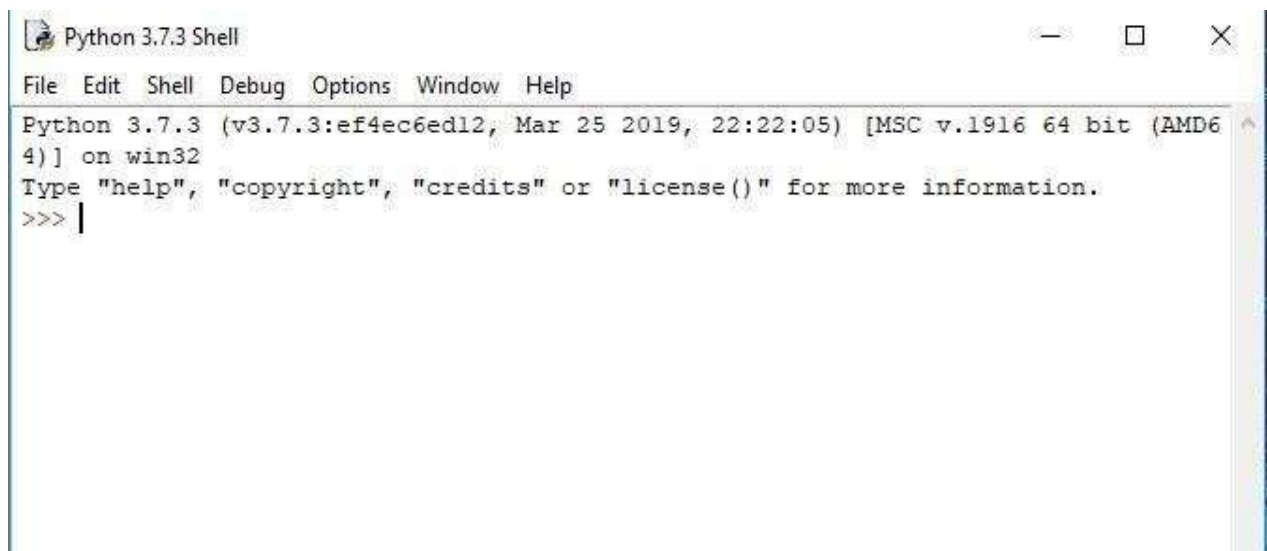 Python 3.7.3 Shell
File Edit Shell Debug Options Window Help
Python 3.7.3 (v3.7.3:ef4ec6ed12, Mar 25 2019, 22:22:05) [MSC v.1916 64 bit (AMD6
4)] on win32
Type "help", "copyright", "credits" or "license()" for more information.
>>>